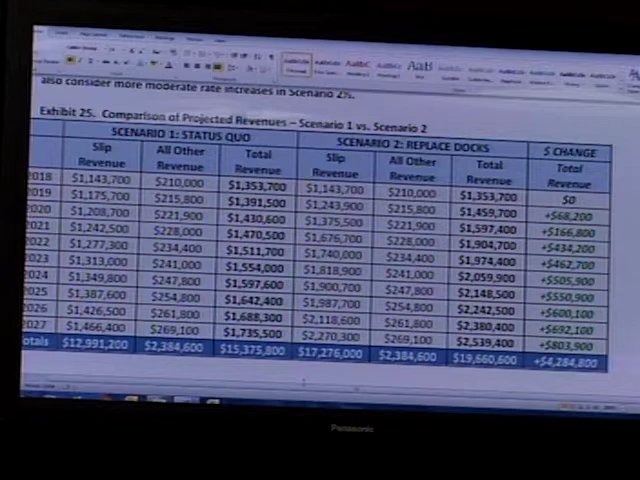 also consider more moderate rate increases in Scenario 2%.
Exhibit 25. Comparison of Projected Revenues – Scenario 1 vs. Scenario 2
SCENARIO 1: STATUS QUO SCENARIO 2: REPLACE DOCKS $ CHANGE
Slip Revenue All Other Revenue Total Revenue Slip Revenue All Other Revenue Total Revenue Total Revenue
2018 $1,143,700 $210,000 $1,353,700 $1,143,700 $210,000 $1,353,700 $0
2019 $1,175,700 $215,800 $1,391,500 $1,243,900 $215,800 $1,459,700 +$68,200
2020 $1,208,700 $221,900 $1,430,600 $1,375,500 $221,900 $1,597,400 +$166,800
2021 $1,242,500 $228,000 $1,470,500 $1,676,700 $228,000 $1,904,700 +$434,200
2022 $1,277,300 $234,400 $1,511,700 $1,740,000 $234,400 $1,974,400 +$462,700
2023 $1,313,000 $241,000 $1,554,000 $1,818,900 $241,000 $2,059,900 +$505,900
2024 $1,349,800 $247,800 $1,597,600 $1,900,700 $247,800 $2,148,500 +$550,900
2025 $1,387,600 $254,800 $1,642,400 $1,987,700 $254,800 $2,242,500 +$600,100
2026 $1,426,500 $261,800 $1,688,300 $2,118,600 $261,800 $2,380,400 +$692,100
2027 $1,466,400 $269,100 $1,735,500 $2,270,300 $269,100 $2,539,400 +$803,900
otals $12,991,200 $2,384,600 $15,375,800 $17,276,000 $2,384,600 $19,660,600 +$4,284,800
Panasonic